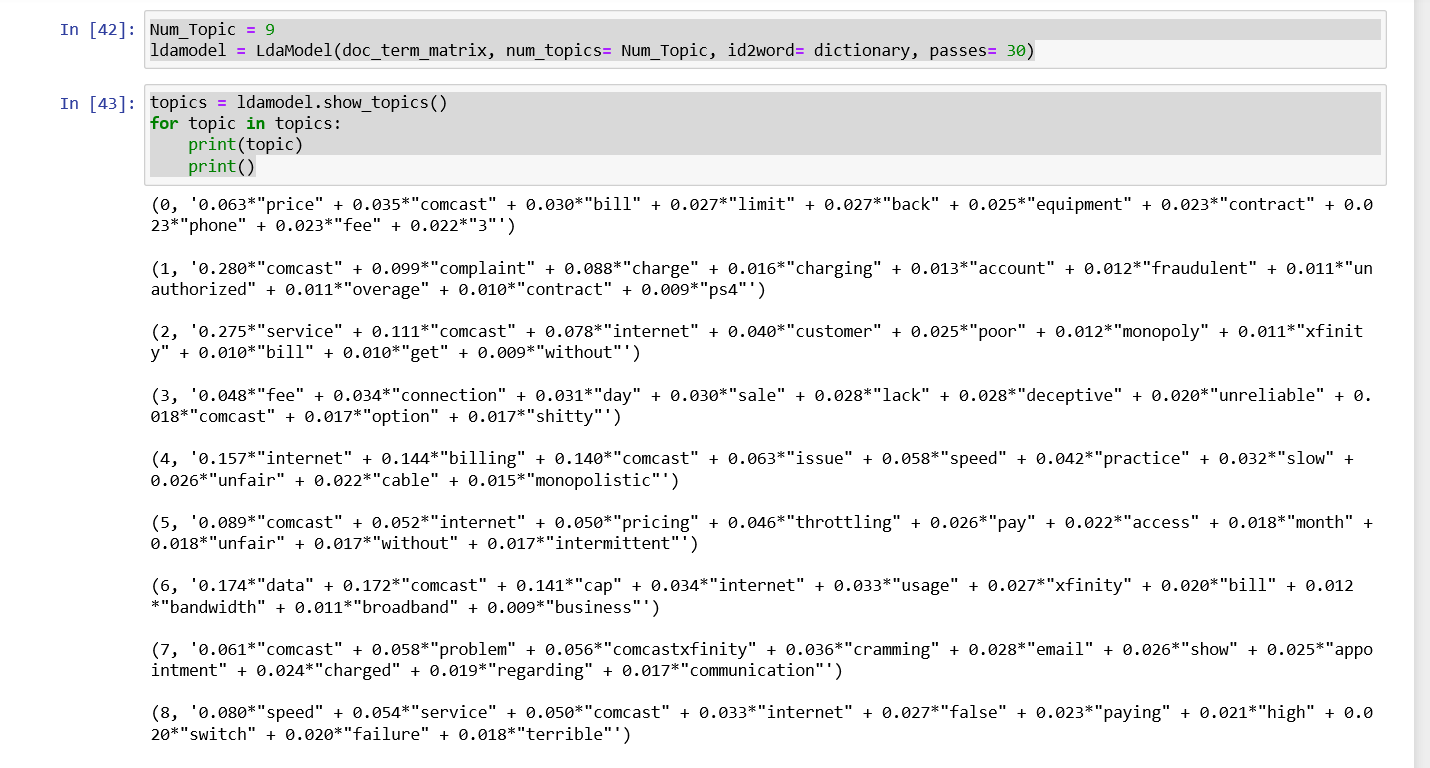 In [42]: Num_Topic = 9
ldamodel = LdaModel(doc_term_matrix, num_topics= Num_Topic, id2word= dictionary, passes= 30)
In [43]: topics = ldamodel.show_topics()
for topic in topics:
    print(topic)
    print()
(0, '0.063*"price" + 0.035*"comcast" + 0.030*"bill" + 0.027*"limit" + 0.027*"back" + 0.025*"equipment" + 0.023*"contract" + 0.0
23*"phone" + 0.023*"fee" + 0.022*"3"')
(1, '0.280*"comcast" + 0.099*"complaint" + 0.088*"charge" + 0.016*"charging" + 0.013*"account" + 0.012*"fraudulent" + 0.011*"un
authorized" + 0.011*"overage" + 0.010*"contract" + 0.009*"ps4"')
(2, '0.275*"service" + 0.111*"comcast" + 0.078*"internet" + 0.040*"customer" + 0.025*"poor" + 0.012*"monopoly" + 0.011*"xfinit
y" + 0.010*"bill" + 0.010*"get" + 0.009*"without"')
(3, '0.048*"fee" + 0.034*"connection" + 0.031*"day" + 0.030*"sale" + 0.028*"lack" + 0.028*"deceptive" + 0.020*"unreliable" + 0.
018*"comcast" + 0.017*"option" + 0.017*"shitty"')
(4, '0.157*"internet" + 0.144*"billing" + 0.140*"comcast" + 0.063*"issue" + 0.058*"speed" + 0.042*"practice" + 0.032*"slow" +
0.026*"unfair" + 0.022*"cable" + 0.015*"monopolistic"')
(5, '0.089*"comcast" + 0.052*"internet" + 0.050*"pricing" + 0.046*"throttling" + 0.026*"pay" + 0.022*"access" + 0.018*"month" +
0.018*"unfair" + 0.017*"without" + 0.017*"intermittent"')
(6, '0.174*"data" + 0.172*"comcast" + 0.141*"cap" + 0.034*"internet" + 0.033*"usage" + 0.027*"xfinity" + 0.020*"bill" + 0.012
*"bandwidth" + 0.011*"broadband" + 0.009*"business"')
(7, '0.061*"comcast" + 0.058*"problem" + 0.056*"comcastxfinity" + 0.036*"cramming" + 0.028*"email" + 0.026*"show" + 0.025*"appo
intment" + 0.024*"charged" + 0.019*"regarding" + 0.017*"communication"')
(8, '0.080*"speed" + 0.054*"service" + 0.050*"comcast" + 0.033*"internet" + 0.027*"false" + 0.023*"paying" + 0.021*"high" + 0.0
20*"switch" + 0.020*"failure" + 0.018*"terrible"')